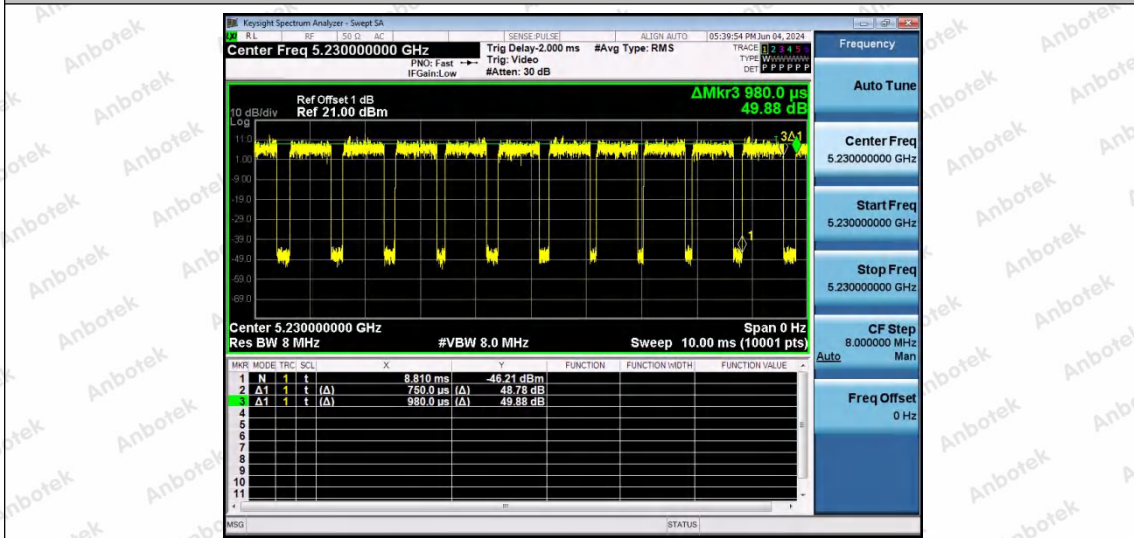 Keysight Spectrum Analyzer - Swept SA
RL RF 50 Ω AC SENSE:PULSE ALIGN AUTO 05:39:54 PM Jun 04, 2024
Center Freq 5.230000000 GHz
Trig Delay-2.000 ms #Avg Type: RMS
PNO: Fast Trig: Video
IFGain:Low #Atten: 30 dB
TRACE 1 2 3 4 5 6
TYPE WWWWWW
DET P P P P P P
ΔMkr3 980.0 µs
49.88 dB
Ref Offset 1 dB
10 dB/div Ref 21.00 dBm
Log
11.0
1.00
-9.00
-19.0
-29.0
-39.0
-49.0
-59.0
-69.0
3Δ1
1
Center 5.230000000 GHz Span 0 Hz
Res BW 8 MHz #VBW 8.0 MHz Sweep 10.00 ms (10001 pts)
MKR MODE TRC SCL X Y FUNCTION FUNCTION WIDTH FUNCTION VALUE
1 N 1 t 8.810 ms -46.21 dBm
2 Δ1 1 t (Δ) 750.0 µs (Δ) 48.78 dB
3 Δ1 1 t (Δ) 980.0 µs (Δ) 49.88 dB
4
5
6
7
8
9
10
11
MSG STATUS
Frequency
Auto Tune
Center Freq
5.230000000 GHz
Start Freq
5.230000000 GHz
Stop Freq
5.230000000 GHz
CF Step
8.000000 MHz
Auto Man
Freq Offset
0 Hz
Anbotek